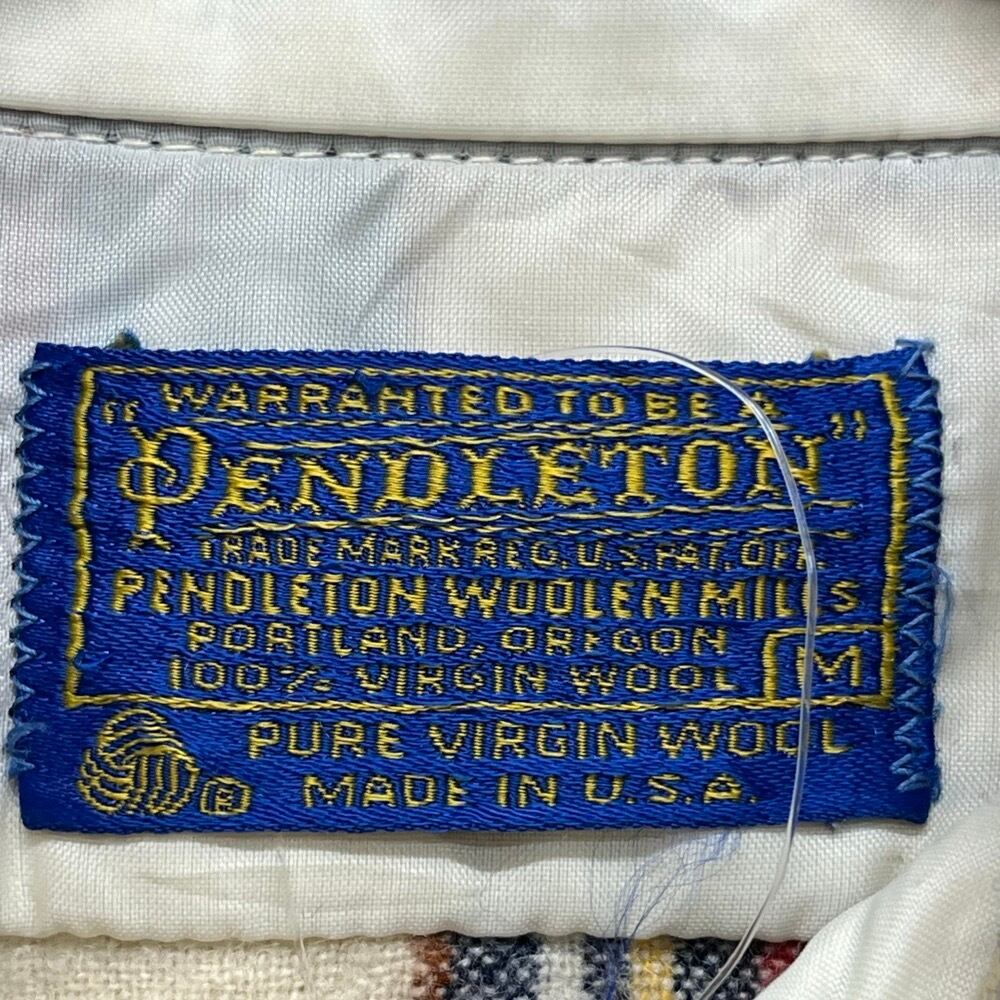 "WARRANTED TO BE A
PENDLETON"
TRADE MARK REG. U.S. PAT. OFF.
PENDLETON WOOLEN MILLS
PORTLAND, OREGON
100% VIRGIN WOOL M
PURE VIRGIN WOOL
® MADE IN U.S.A.